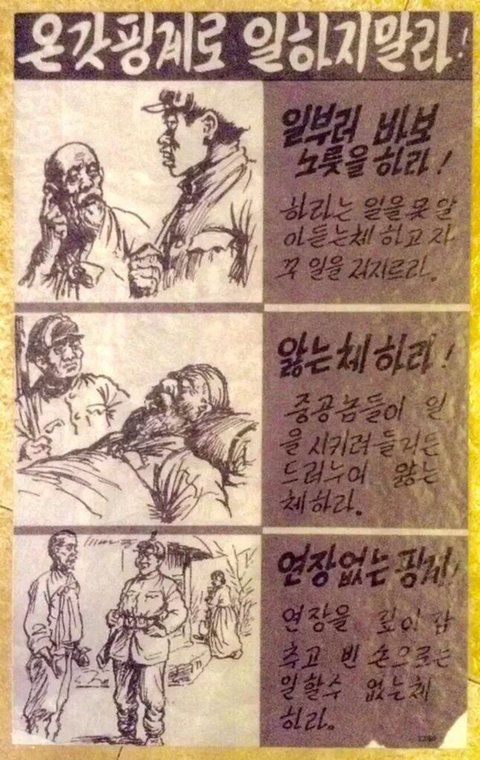 온갖핑계로 일하지말라!
일부러 바보
노릇을 하라!
하라는 일을 못 알
아듣는체 하고 자
꾸 일을 저지르라.
앓는체 하라!
중공놈들이 일
을 시키려 들거든
드러누어 앓는
체하라.
연장없는 핑계!
연장을 깊이 감
추고 빈 손으로는
일할수 없는체
하라.